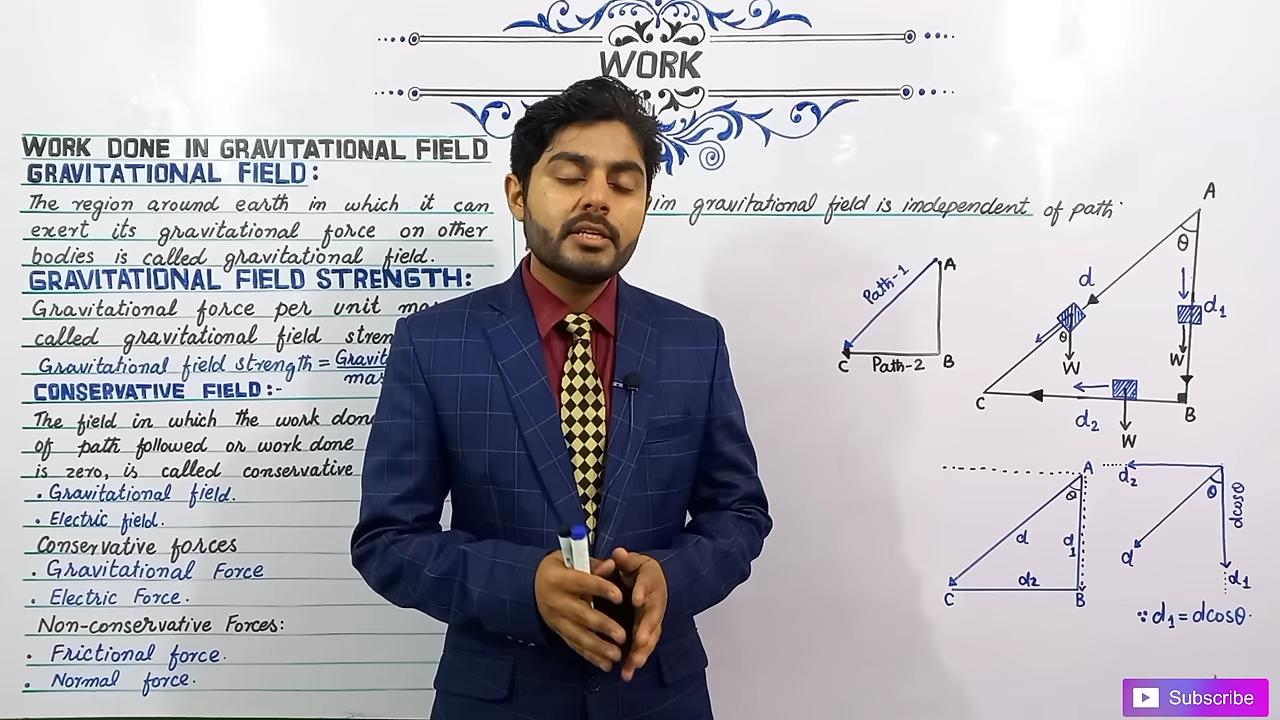 WORK
WORK DONE IN GRAVITATIONAL FIELD
GRAVITATIONAL FIELD:
The region around earth in which it can
exert its gravitational force on other
bodies is called gravitational field.
GRAVITATIONAL FIELD STRENGTH:
Gravitational force per unit
called gravitational field
Gravitational field strength =
CONSERVATIVE FIELD:-
The field in which the work done
of path followed or work done
is zero, is called conservative
• Gravitational field.
• Electric field.
Conservative forces
• Gravitational Force
• Electric Force.
Non-conservative Forces:
• Frictional force.
• Normal force.
in gravitational field is independent of path
Path-1
A
C
Path-2
B
A
θ
d
d1
θ
W
W
C
d2
B
W
A
θ
d
d1
d2
C
B
d2
θ
dcosθ
d
d1
∵ d1 = dcosθ.
Subscribe